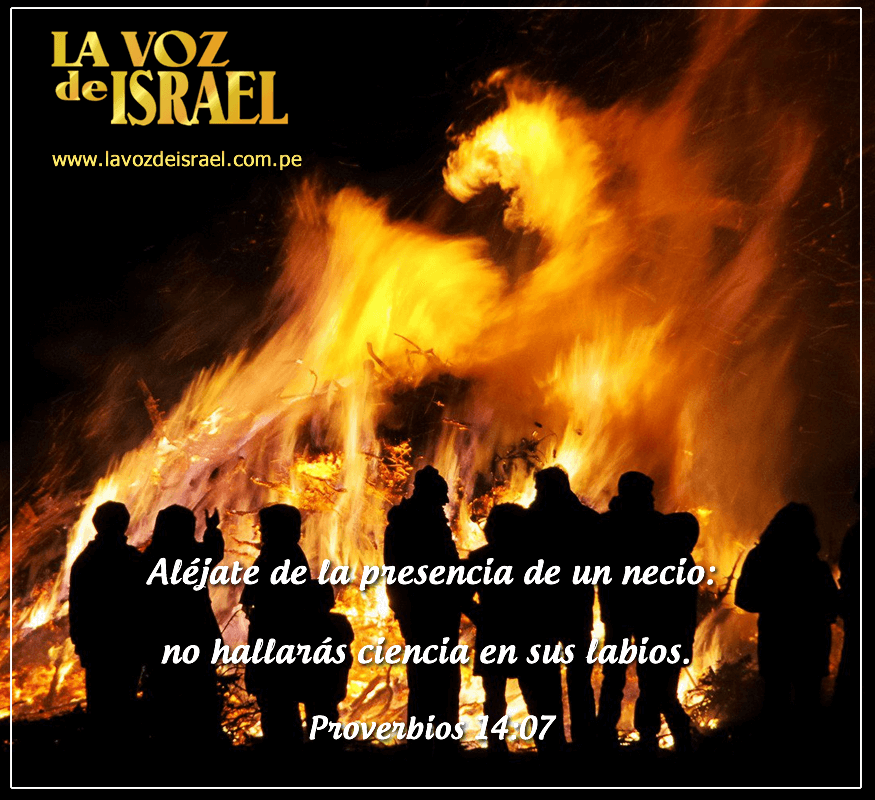 LA VOZ
de ISRAEL
www.lavozdeisrael.com.pe
Aléjate de la presencia de un necio:
no hallarás ciencia en sus labios.
Proverbios 14:07